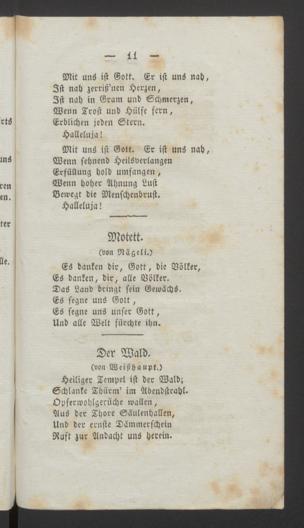 — 11 —
Mit uns ist Gott. Er ist uns nah,
Ist nah zerriß'nen Herzen,
Ist nah in Gram und Schmerzen,
Wenn Trost und Hülfe fern,
Erblichen jeden Stern.
Halleluja!
Mit uns ist Gott. Er ist uns nah,
Wenn sehnend Heilsverlangen
Erfüllung hold umfangen,
Wenn hoher Ahnung Lust
Bewegt die Menschenbrust.
Halleluja!
Motett.
(von Nägeli.)
Es danken dir, Gott, die Völker,
Es danken, dir, alle Völker.
Das Land bringt sein Gewächs.
Es segne uns Gott,
Es segne uns unser Gott,
Und alle Welt fürchte ihn.
Der Wald.
(von Weißhaupt.)
Heiliger Tempel ist der Wald;
Schlanke Thürm' im Abendstrahl.
Opferwohlgerüche wallen,
Aus der Thore Säulenhallen,
Und der ernste Dämmerschein
Ruft zur Andacht uns herein.